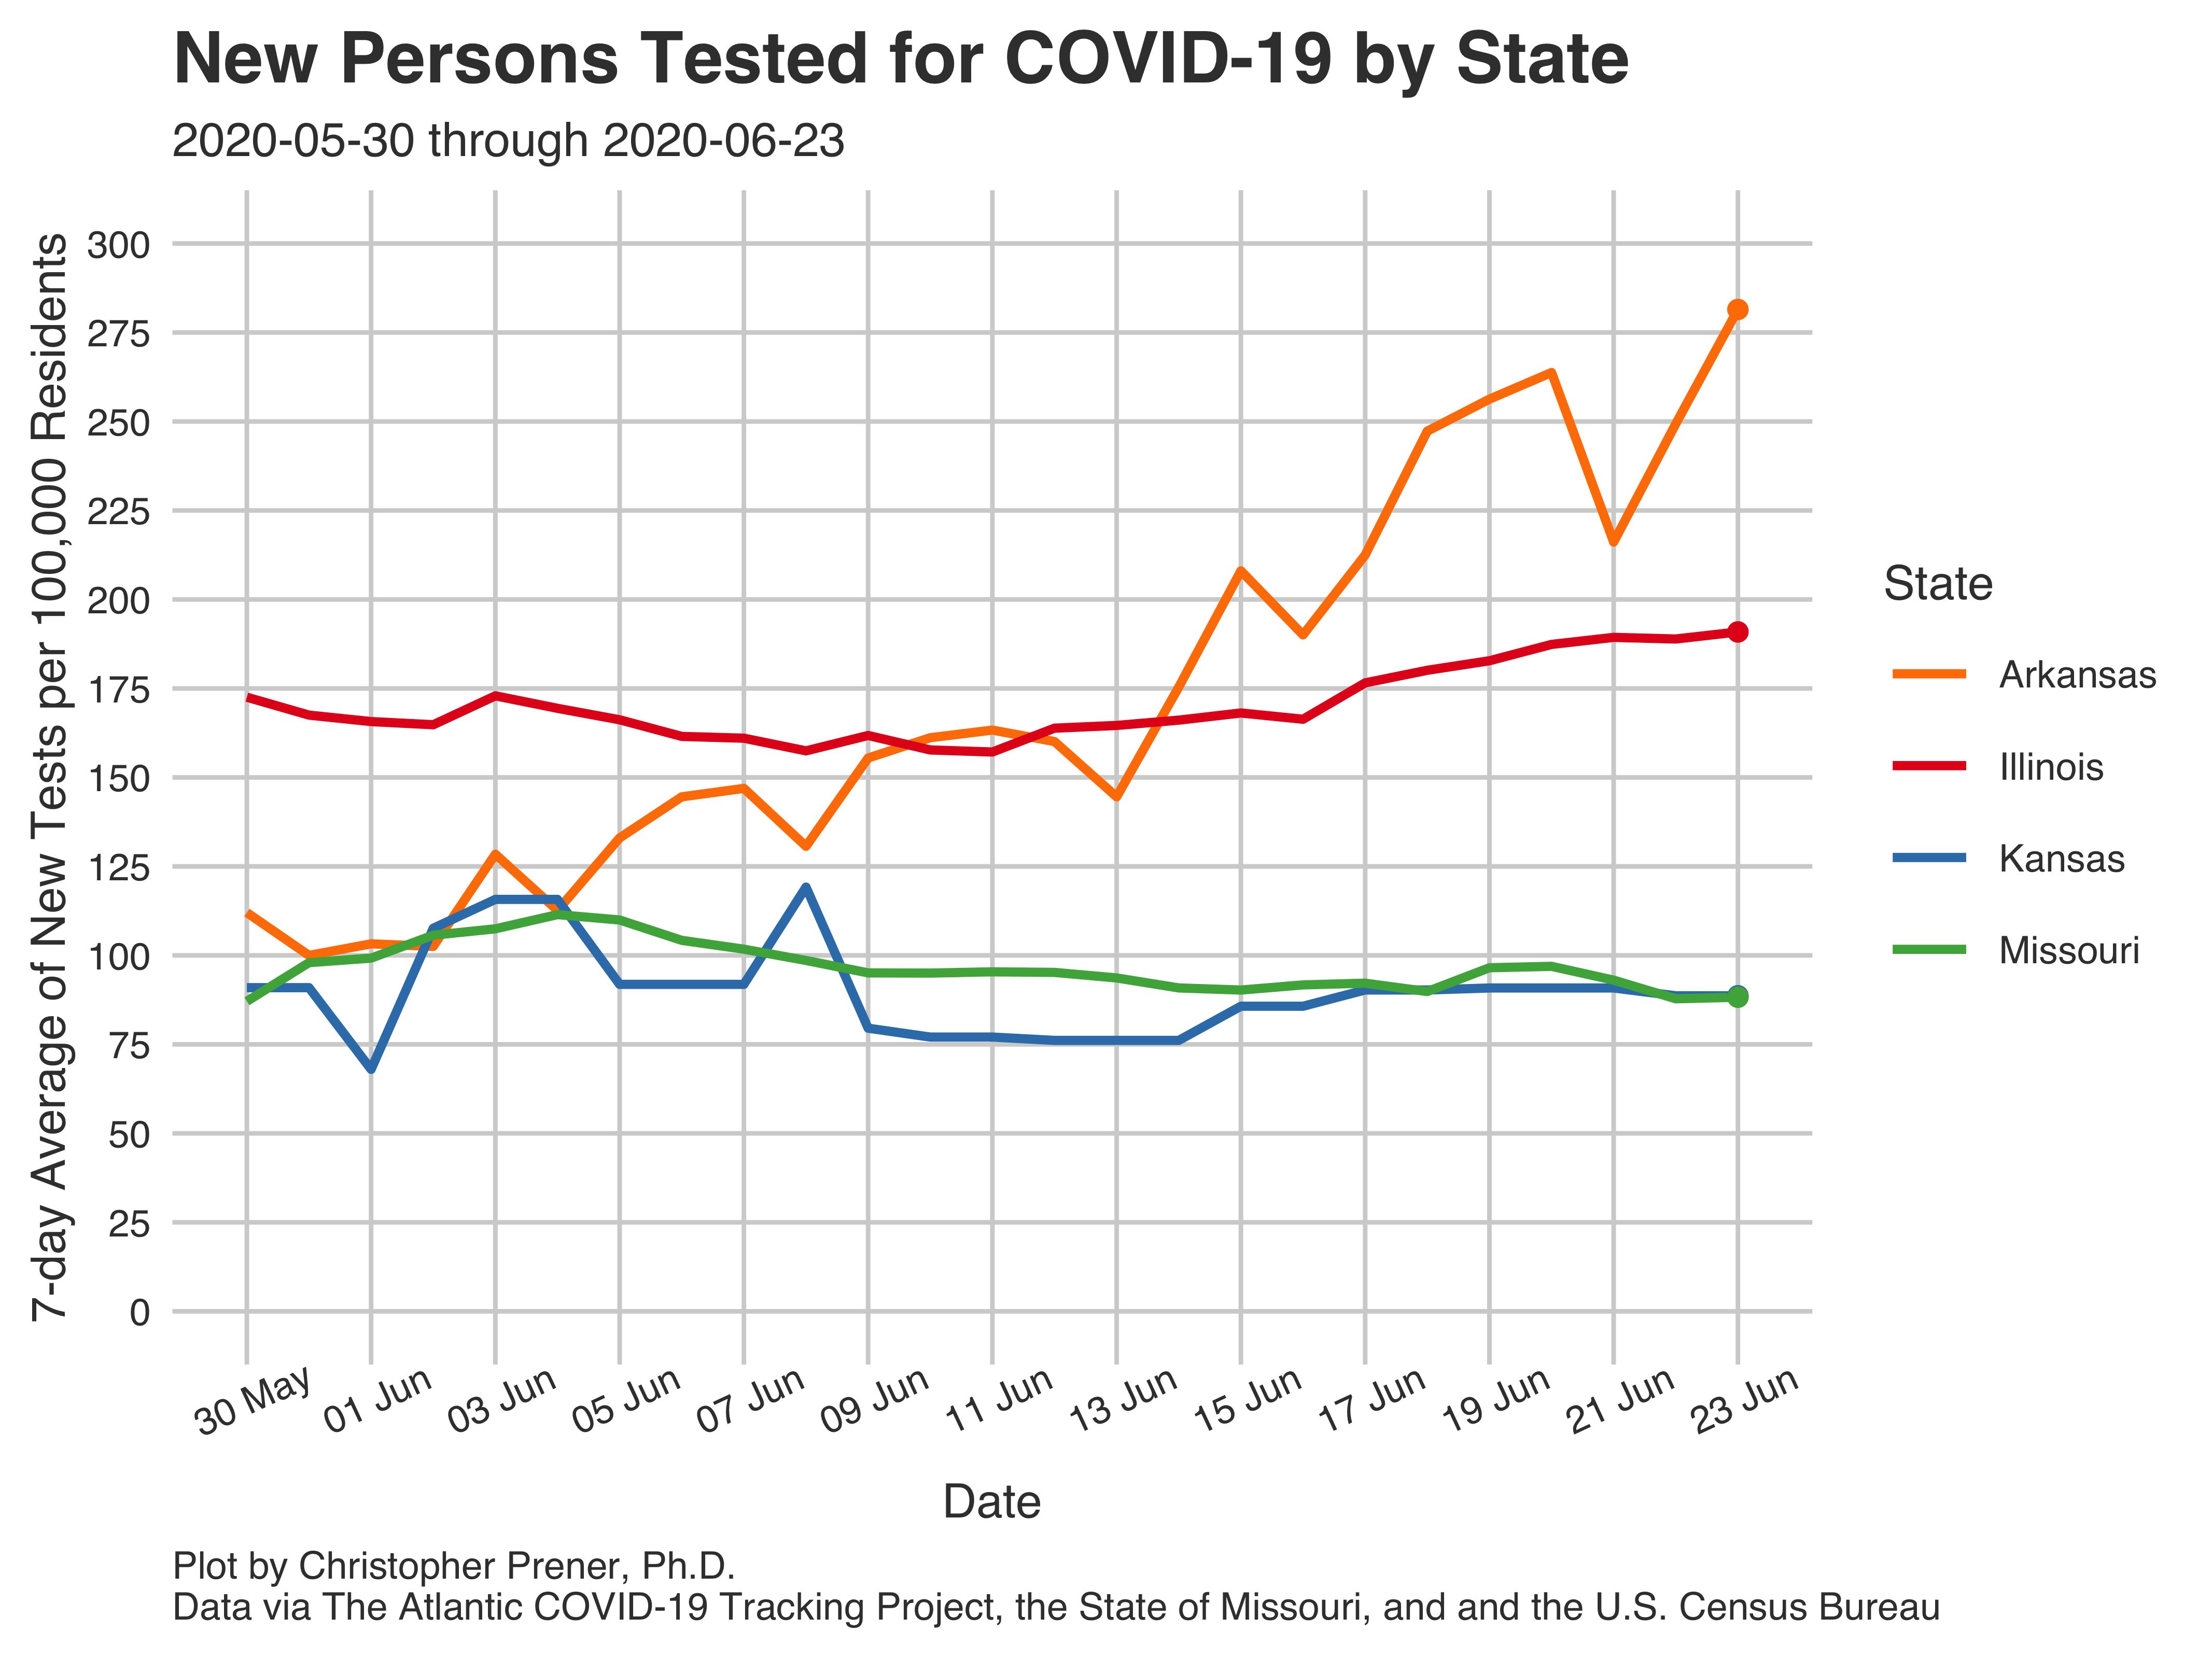 New Persons Tested for COVID-19 by State
2020-05-30 through 2020-06-23
7-day Average of New Tests per 100,000 Residents
300
275
250
225
200
175
150
125
100
75
50
25
0
30 May
01 Jun
03 Jun
05 Jun
07 Jun
09 Jun
11 Jun
13 Jun
15 Jun
17 Jun
19 Jun
21 Jun
23 Jun
Date
State
Arkansas
Illinois
Kansas
Missouri
Plot by Christopher Prener, Ph.D.
Data via The Atlantic COVID-19 Tracking Project, the State of Missouri, and and the U.S. Census Bureau